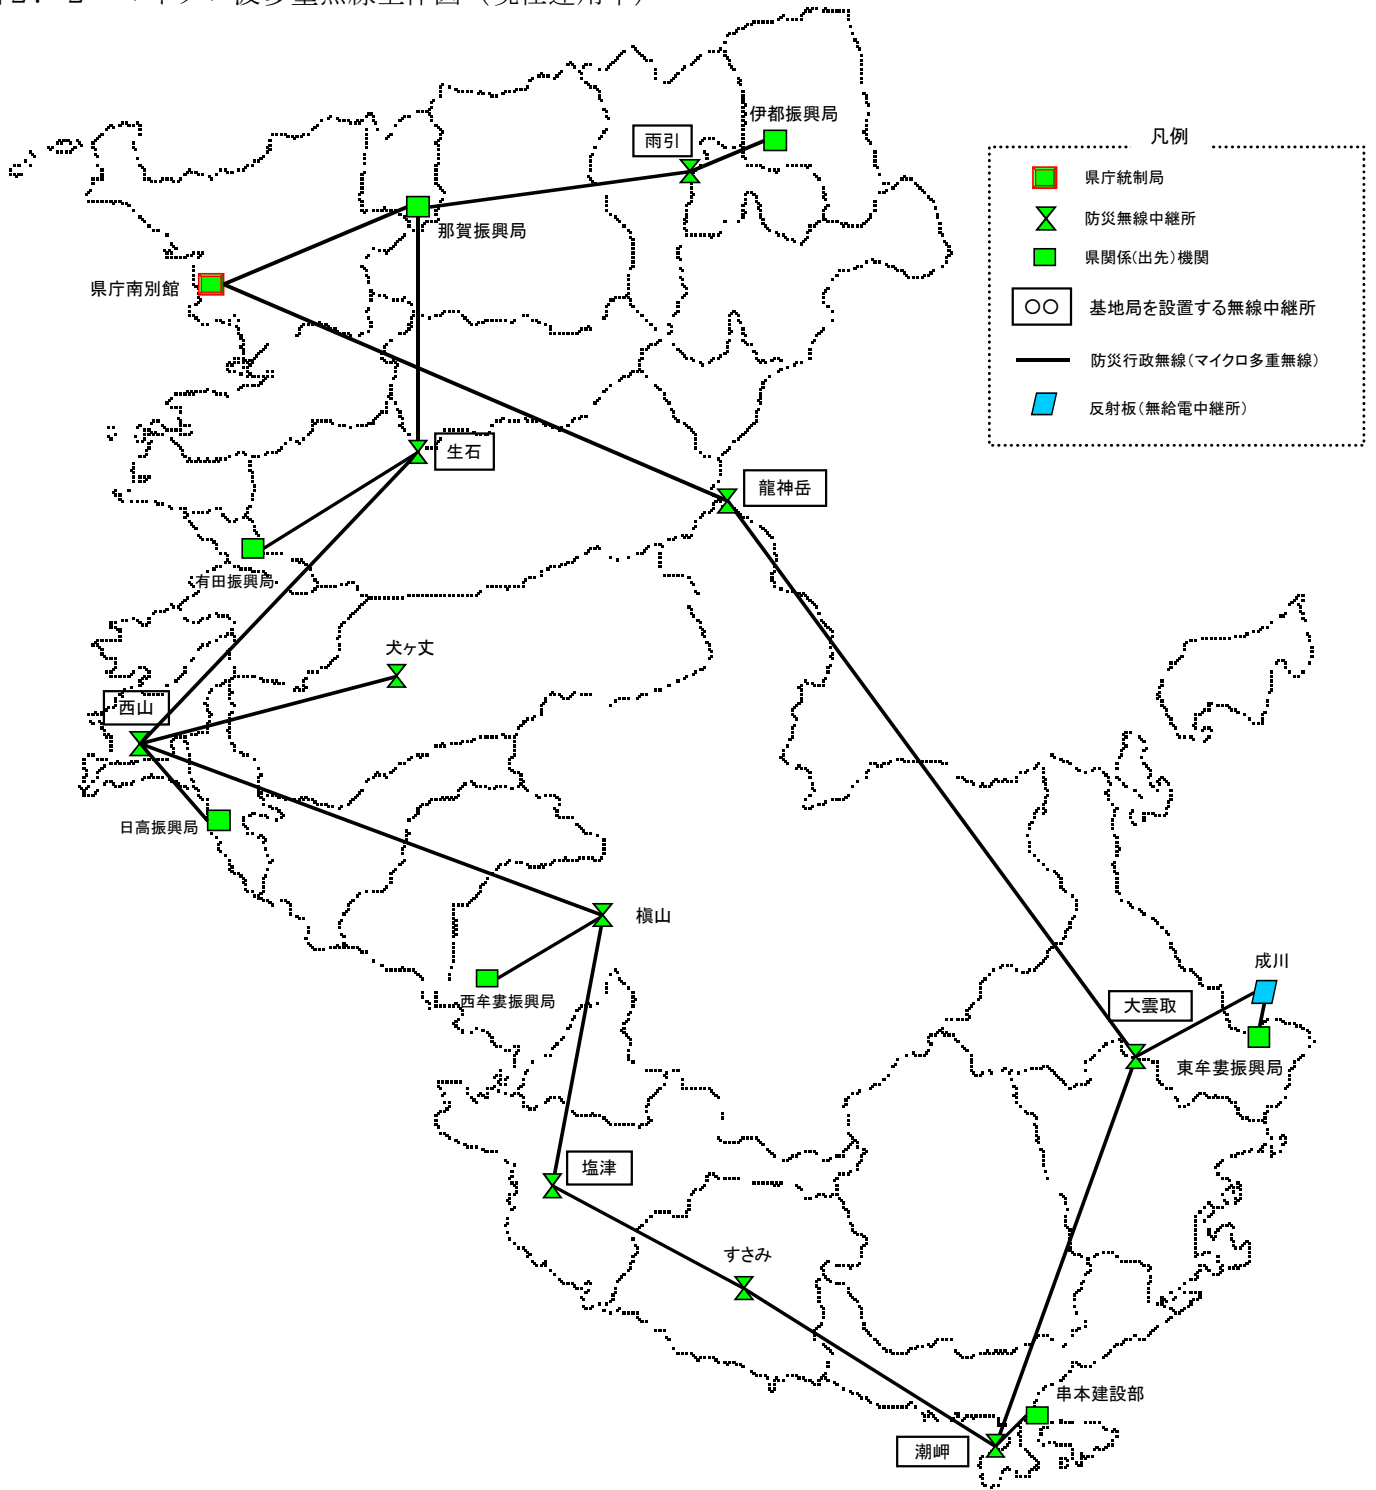 伊都振興局
雨引
凡例
県庁統制局
防災無線中継所
県関係(出先)機関
○○
基地局を設置する無線中継所
防災行政無線(マイクロ多重無線)
反射板(無給電中継所)
那賀振興局
県庁南別館
生石
龍神岳
有田振興局
犬ヶ丈
西山
日高振興局
槇山
西牟婁振興局
成川
大雲取
東牟婁振興局
塩津
すさみ
串本建設部
潮岬